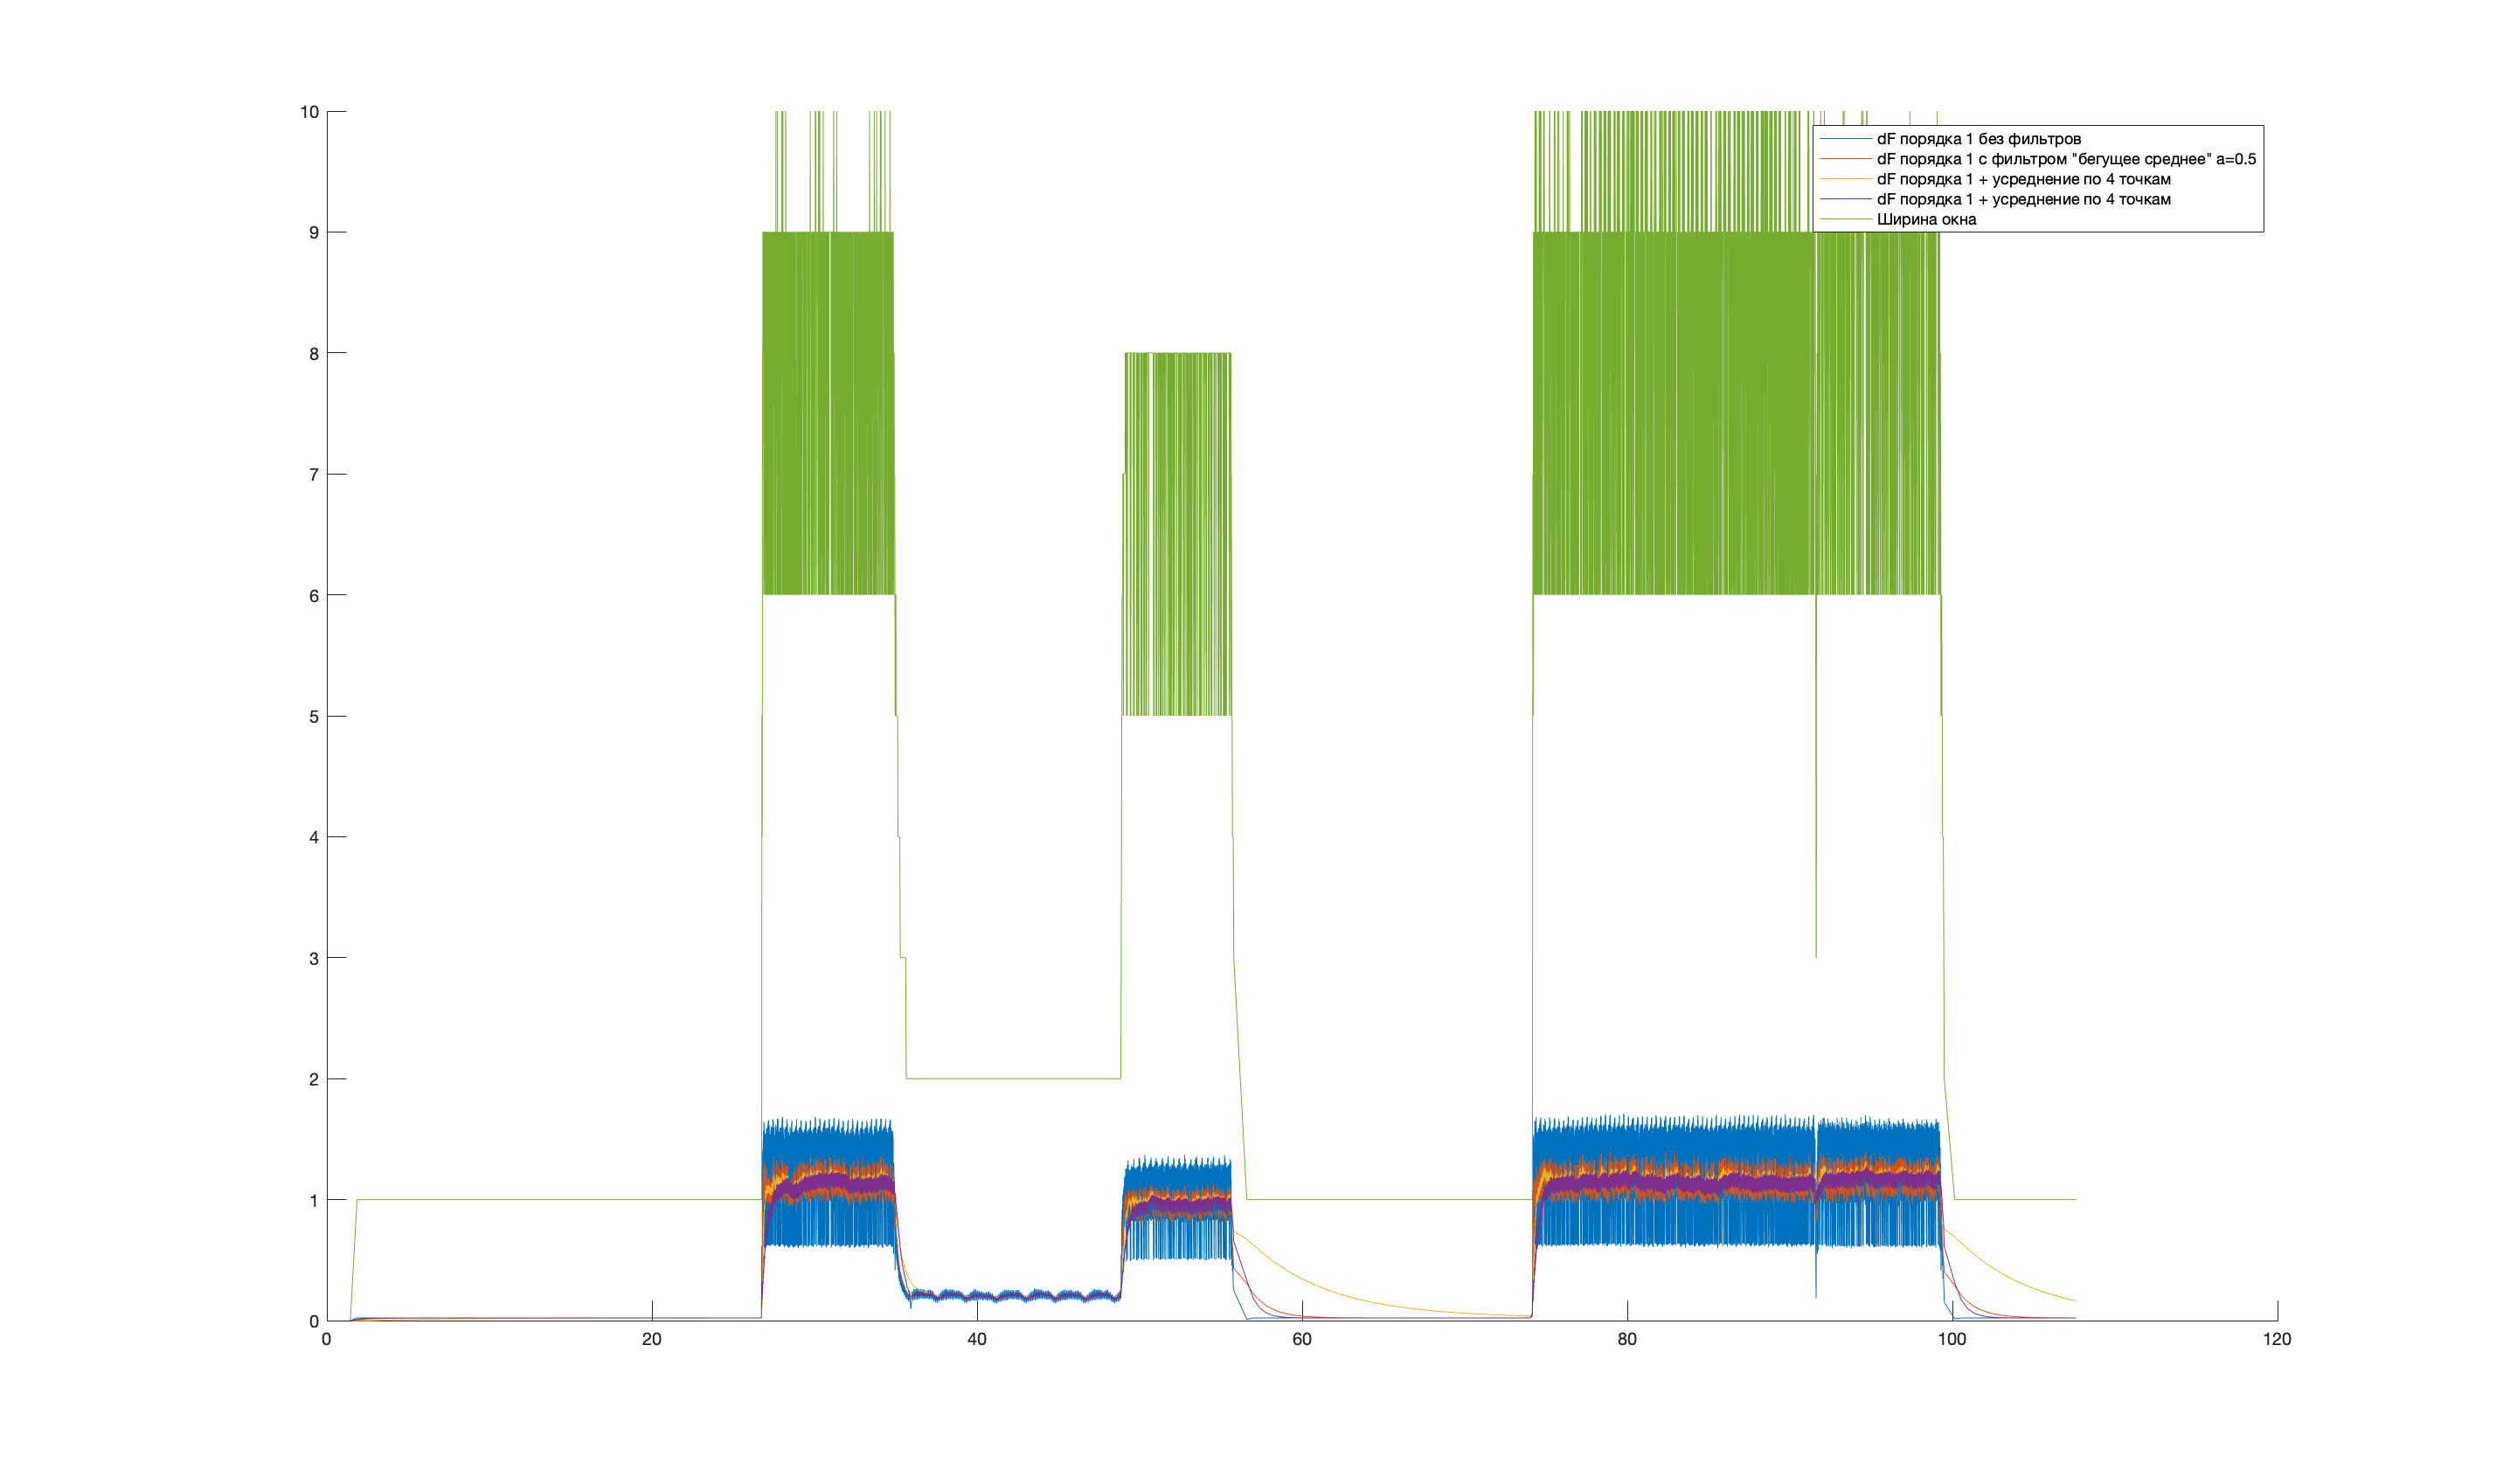 10
9
8
7
6
5
4
3
2
1
0
0 20 40 60 80 100 120
dF порядка 1 без фильтров
dF порядка 1 с фильтром "бегущее среднее" a=0.5
dF порядка 1 + усреднение по 4 точкам
dF порядка 1 + усреднение по 4 точкам
Ширина окна